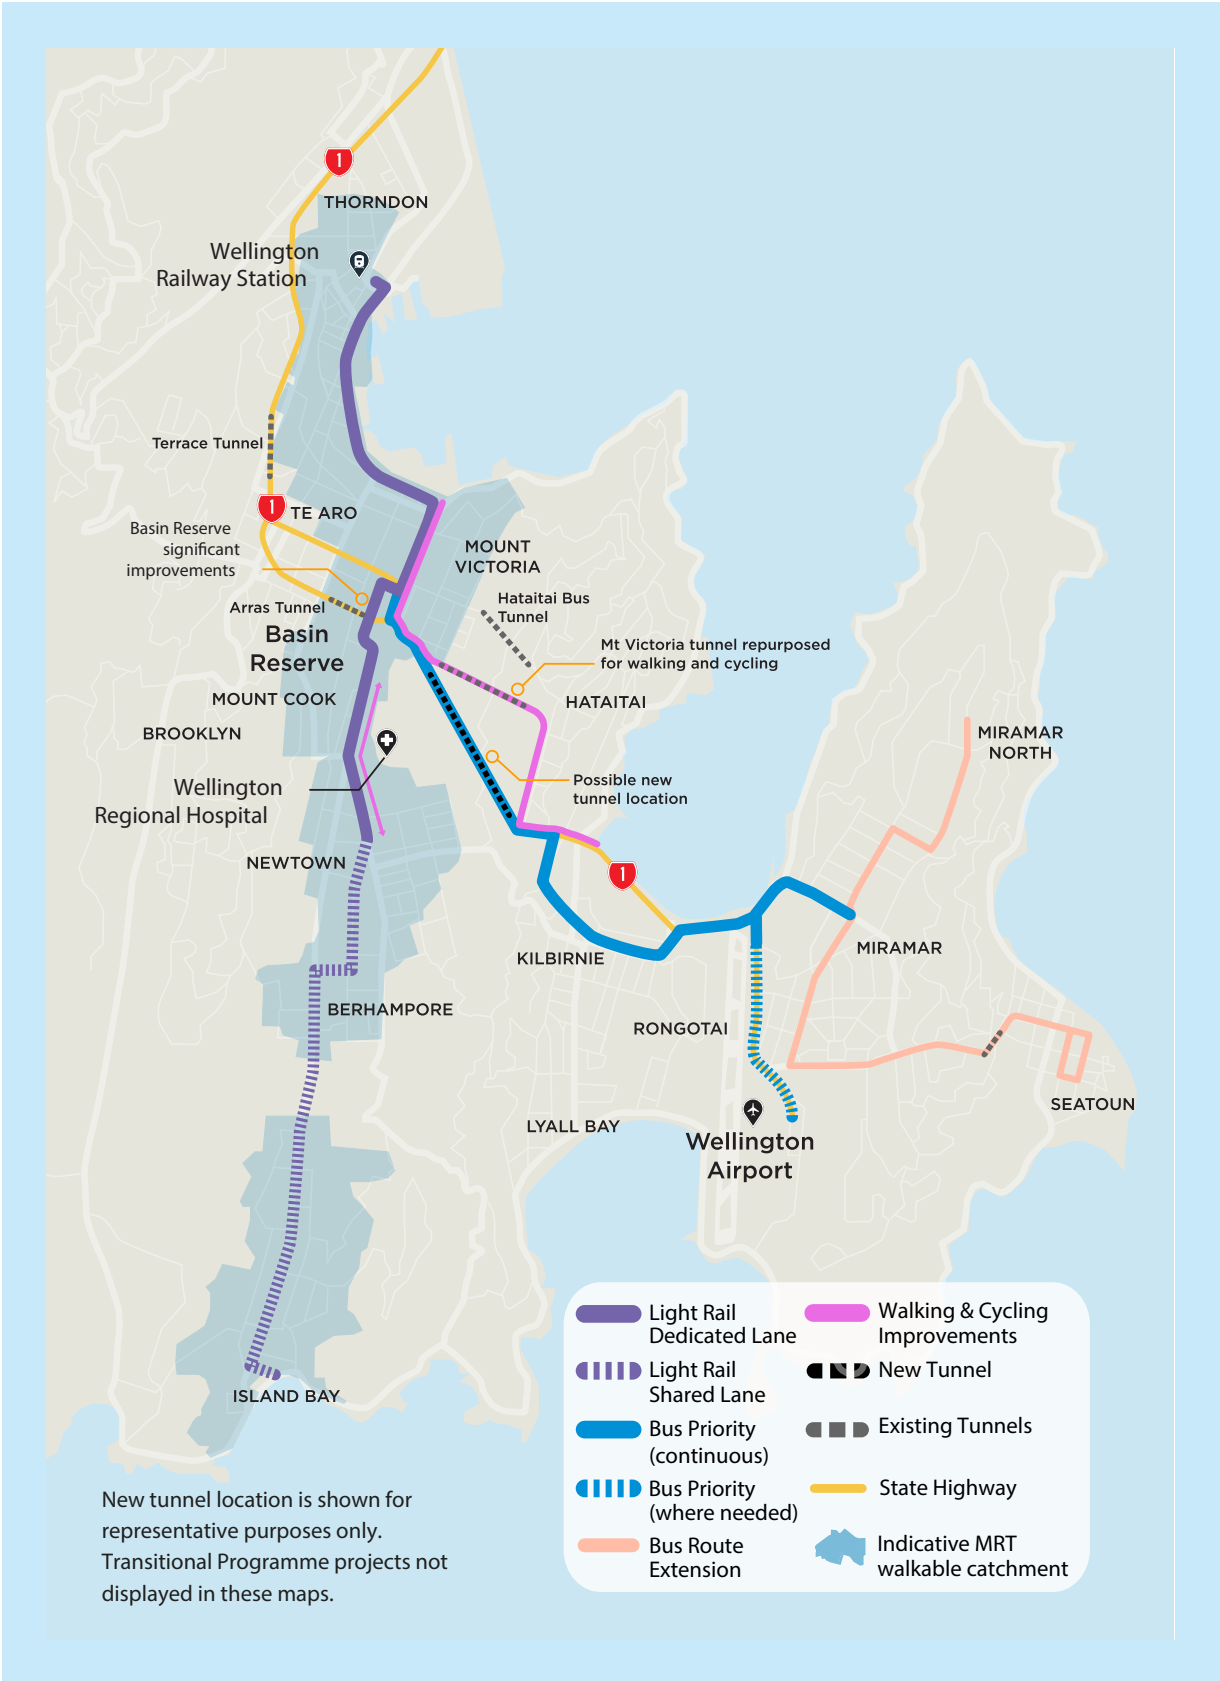 1
THORNDON
Wellington
Railway Station
Terrace Tunnel
1
TE ARO
Basin Reserve
significant
improvements
MOUNT
VICTORIA
Arras Tunnel
Hataitai Bus
Tunnel
Basin
Reserve
Mt Victoria tunnel repurposed
for walking and cycling
MOUNT COOK
HATAITAI
BROOKLYN
MIRAMAR
NORTH
Wellington
Regional Hospital
Possible new
tunnel location
NEWTOWN
1
KILBIRNIE
MIRAMAR
BERHAMPORE
RONGOTAI
SEATOUN
LYALL BAY
Wellington
Airport
ISLAND BAY
Light Rail
Dedicated Lane
Light Rail
Shared Lane
Bus Priority
(continuous)
Bus Priority
(where needed)
Bus Route
Extension
Walking & Cycling
Improvements
New Tunnel
Existing Tunnels
State Highway
Indicative MRT
walkable catchment
New tunnel location is shown for
representative purposes only.
Transitional Programme projects not
displayed in these maps.